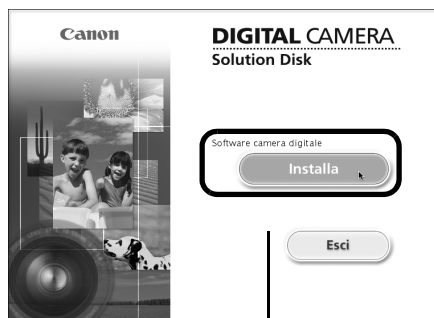 Canon
DIGITAL CAMERA
Solution Disk
Software camera digitale
Installa
Esci